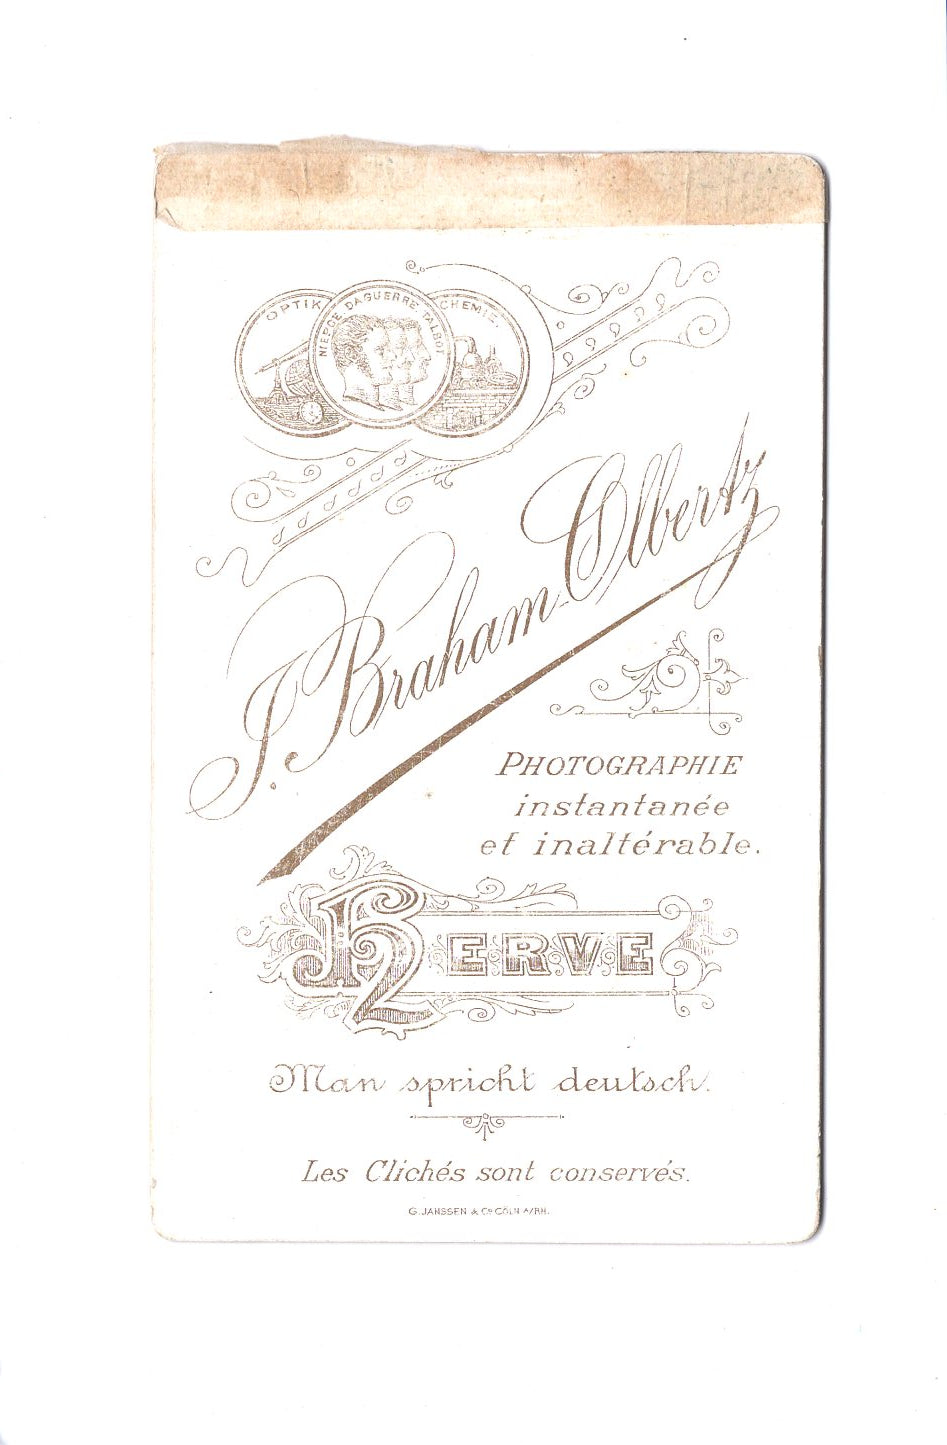 OPTIK
NIEPCE DAGUERRE TALBOT
CHEMIE.
J. Braham-Olbertz
PHOTOGRAPHIE
instantanée
et inaltérable.
HERVE
Man spricht deutsch.
Les Clichés sont conservés.
G. JANSSEN & Co CÖLN A/RH.